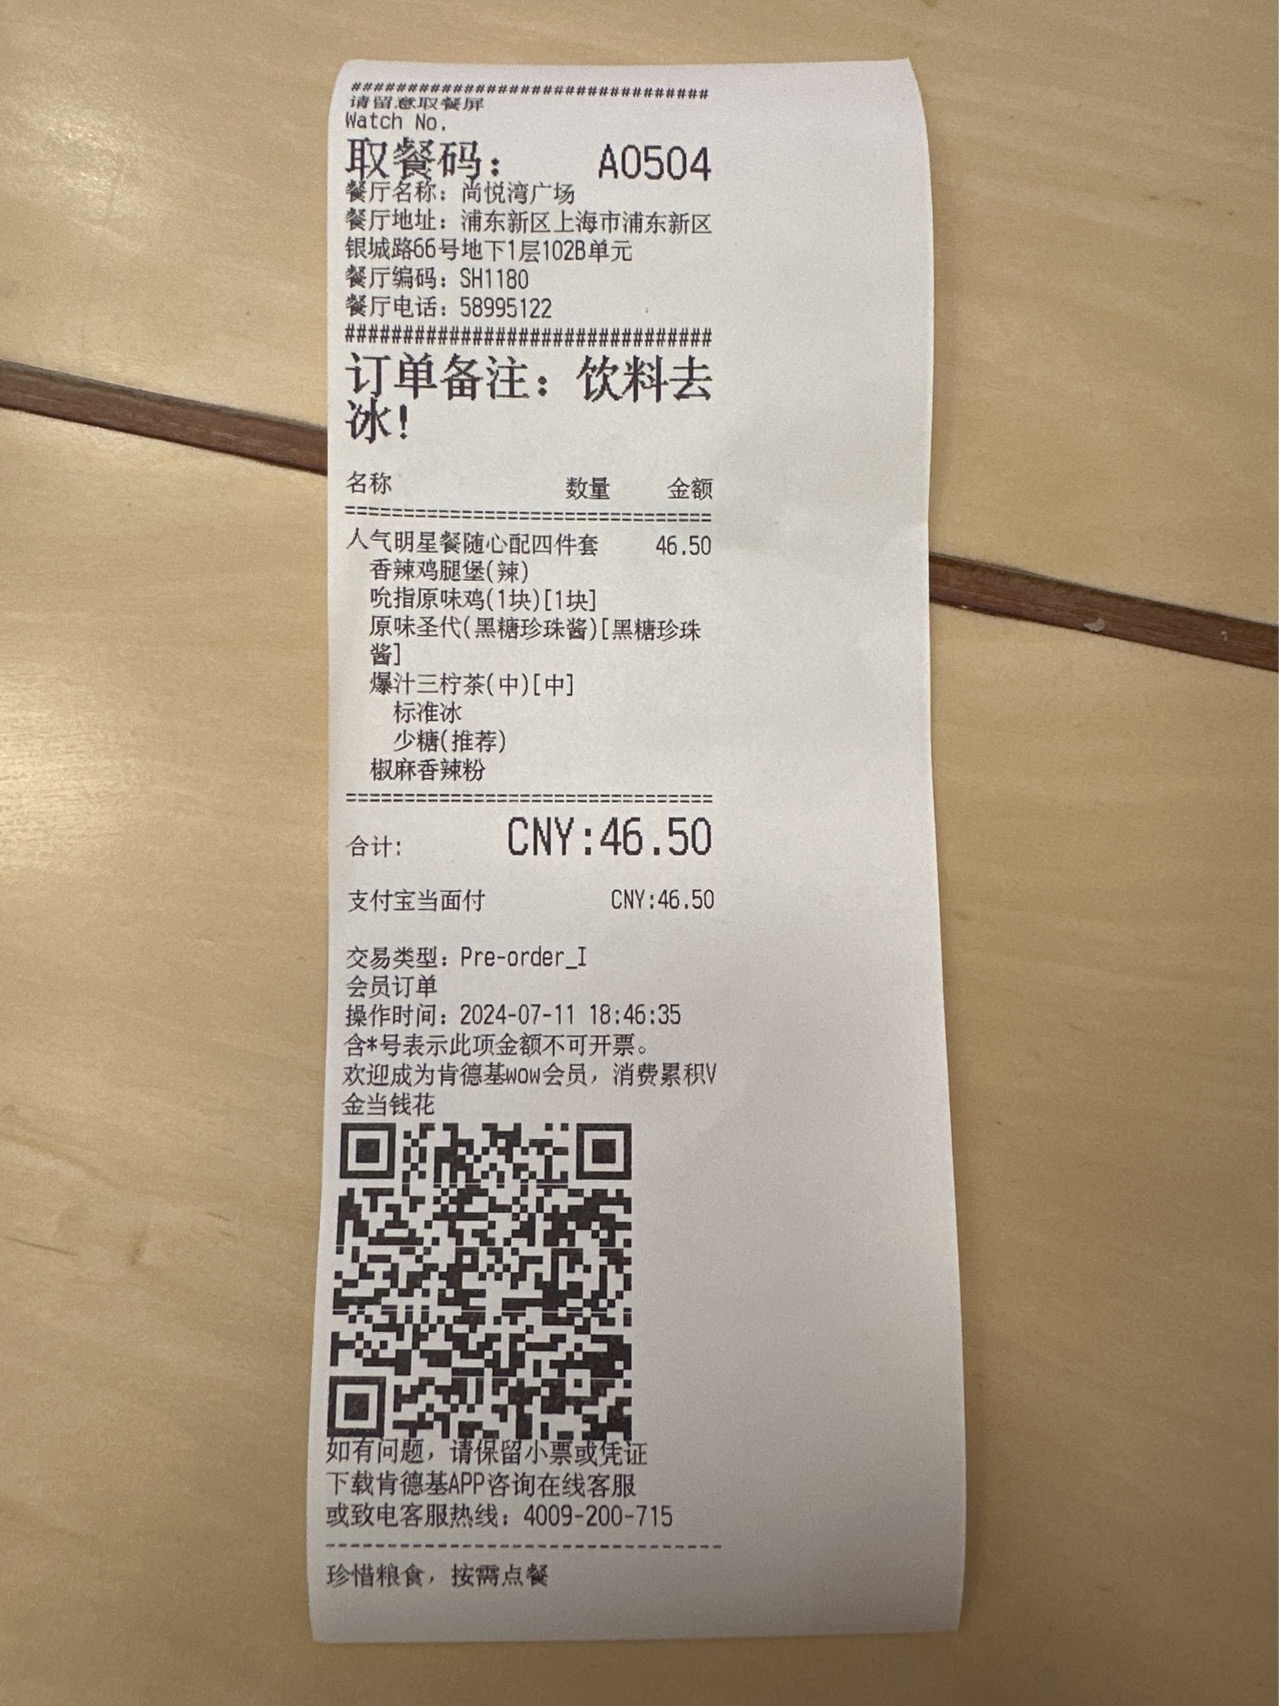 ################################
请留意取餐屏
Watch No.
取餐码： A0504
餐厅名称：尚悦湾广场
餐厅地址：浦东新区上海市浦东新区
银城路66号地下1层102B单元
餐厅编码：SH1180
餐厅电话：58995122
################################
订单备注：饮料去
冰！
名称 数量 金额
================================
人气明星餐随心配四件套 46.50
香辣鸡腿堡(辣)
吮指原味鸡(1块)[1块]
原味圣代(黑糖珍珠酱)[黑糖珍珠
酱]
爆汁三柠茶(中)[中]
标准冰
少糖(推荐)
椒麻香辣粉
================================
合计: CNY:46.50
支付宝当面付 CNY:46.50
交易类型：Pre-order_I
会员订单
操作时间：2024-07-11 18:46:35
含*号表示此项金额不可开票。
欢迎成为肯德基wow会员，消费累积V
金当钱花
如有问题，请保留小票或凭证
下载肯德基APP咨询在线客服
或致电客服热线：4009-200-715
--------------------------------
珍惜粮食，按需点餐